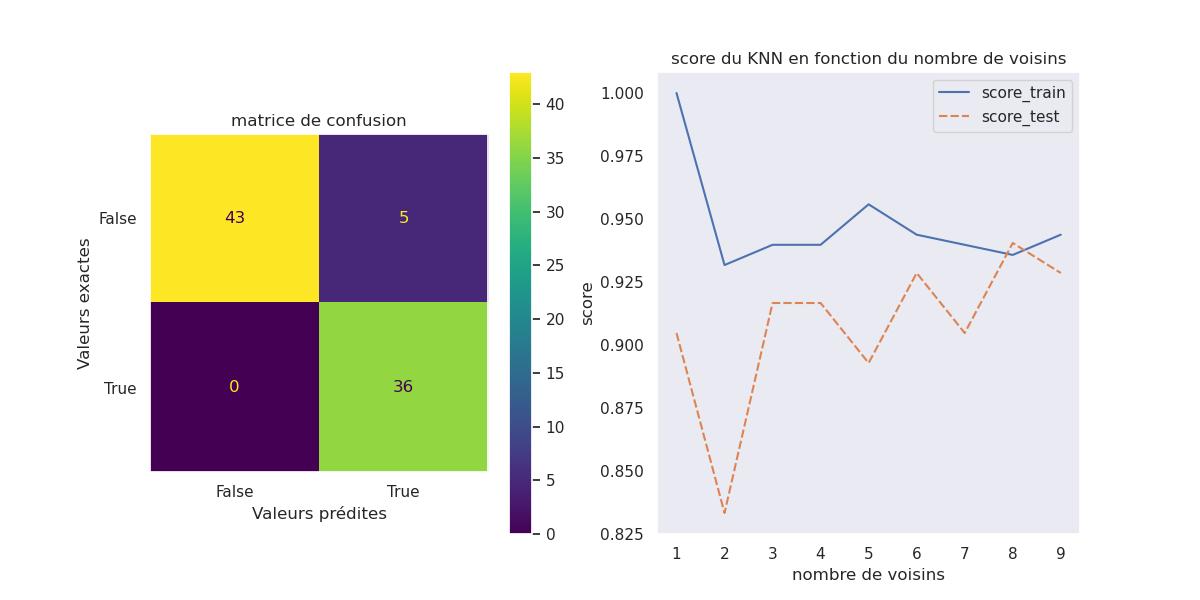 matrice de confusion
Valeurs exactes
False
43
5
True
0
36
False
True
Valeurs prédites
40
35
30
25
20
15
10
5
0
score du KNN en fonction du nombre de voisins
score_train
score_test
score
1.000
0.975
0.950
0.925
0.900
0.875
0.850
0.825
1 2 3 4 5 6 7 8 9
nombre de voisins